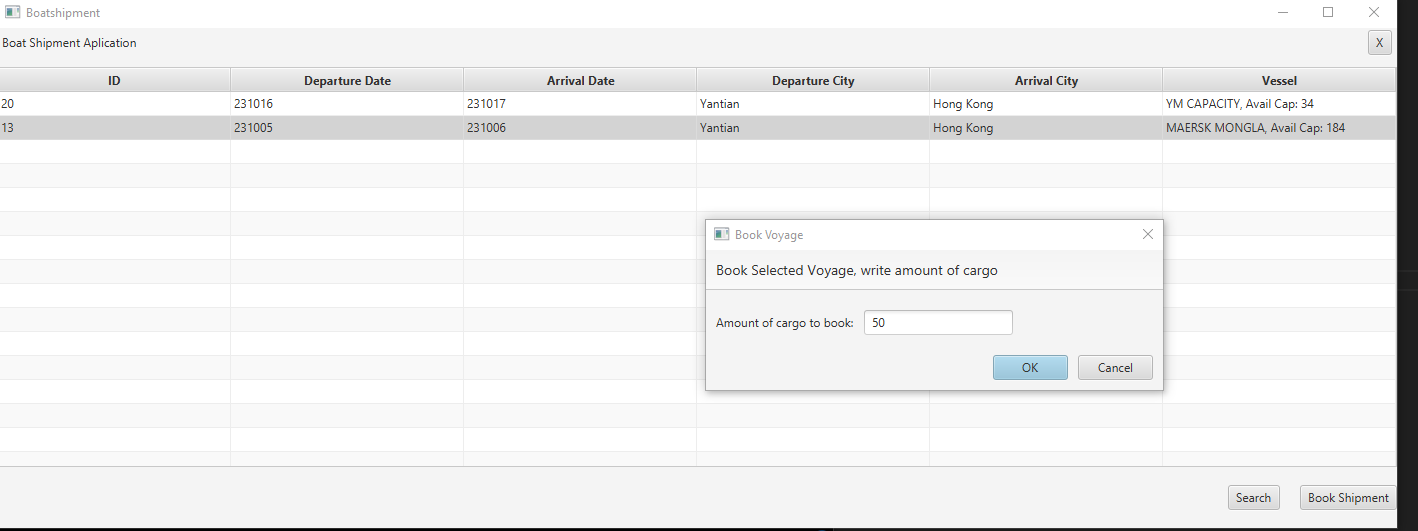 Boatshipment
Boat Shipment Aplication X
ID Departure Date Arrival Date Departure City Arrival City Vessel
20 231016 231017 Yantian Hong Kong YM CAPACITY, Avail Cap: 34
13 231005 231006 Yantian Hong Kong MAERSK MONGLA, Avail Cap: 184
Book Voyage
Book Selected Voyage, write amount of cargo
Amount of cargo to book: 50
OK Cancel
Search Book Shipment